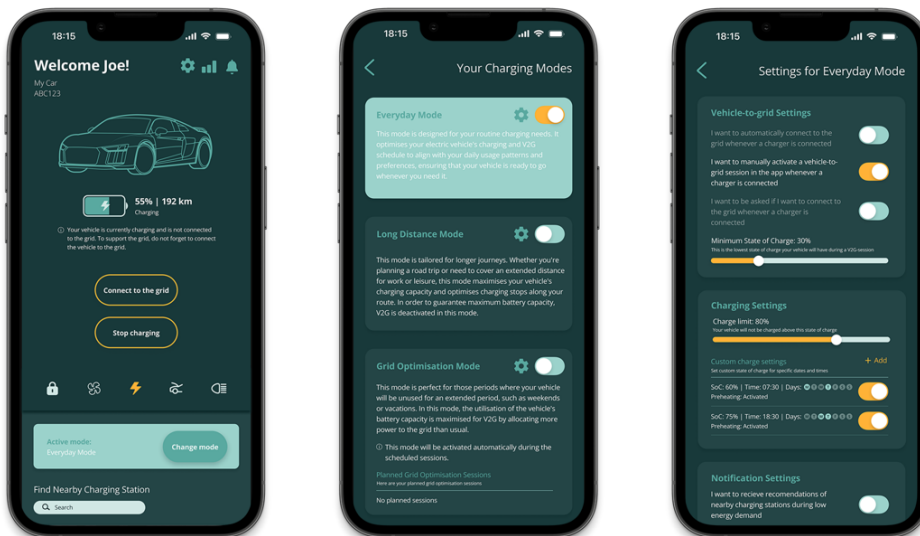 18:15
Welcome Joe!
My Car
ABC123
55% | 192 km
Charging
Your vehicle is currently charging and is not connected
to the grid. To support the grid, do not forget to connect
the vehicle to the grid.
Connect to the grid
Stop charging
Active mode:
Everyday Mode
Change mode
Find Nearby Charging Station
Search
18:15
Your Charging Modes
Everyday Mode
This mode is designed for your routine charging needs. It
optimises your electric vehicle's charging and V2G
schedule to align with your daily usage patterns and
preferences, ensuring that your vehicle is ready to go
whenever you need it.
Long Distance Mode
This mode is tailored for longer journeys. Whether you're
planning a road trip or need to cover an extended distance
for work or leisure, this mode maximises your vehicle's
charging capacity and optimises charging stops along your
route. In order to guarantee maximum battery capacity,
V2G is deactivated in this mode.
Grid Optimisation Mode
This mode is perfect for those periods where your vehicle
will be unused for an extended period, such as weekends
or vacations. In this mode, the utilisation of the vehicle's
battery capacity is maximised for V2G by allocating more
power to the grid than usual.
This mode will be activated automatically during the
scheduled sessions.
Planned Grid Optimisation Sessions
Here are your planned grid optimisation sessions
No planned sessions
18:15
Settings for Everyday Mode
Vehicle-to-grid Settings
I want to automatically connect to the
grid whenever a charger is connected
I want to manually activate a vehicle-to-
grid session in the app whenever a
charger is connected
I want to be asked if I want to connect to
the grid whenever a charger is
connected
Minimum State of Charge: 30%
This is the lowest state of charge your vehicle will have during a V2G session
Charging Settings
Charge limit: 80%
Your vehicle will not be charged above this state of charge
Custom charge settings
+ Add
Set custom state of charge for specific dates and times
SoC: 60% | Time: 07:30 | Days:
Preheating: Activated
SoC: 75% | Time: 18:30 | Days:
Preheating: Activated
Notification Settings
I want to recieve recomendations of
nearby charging stations during low
energy demand